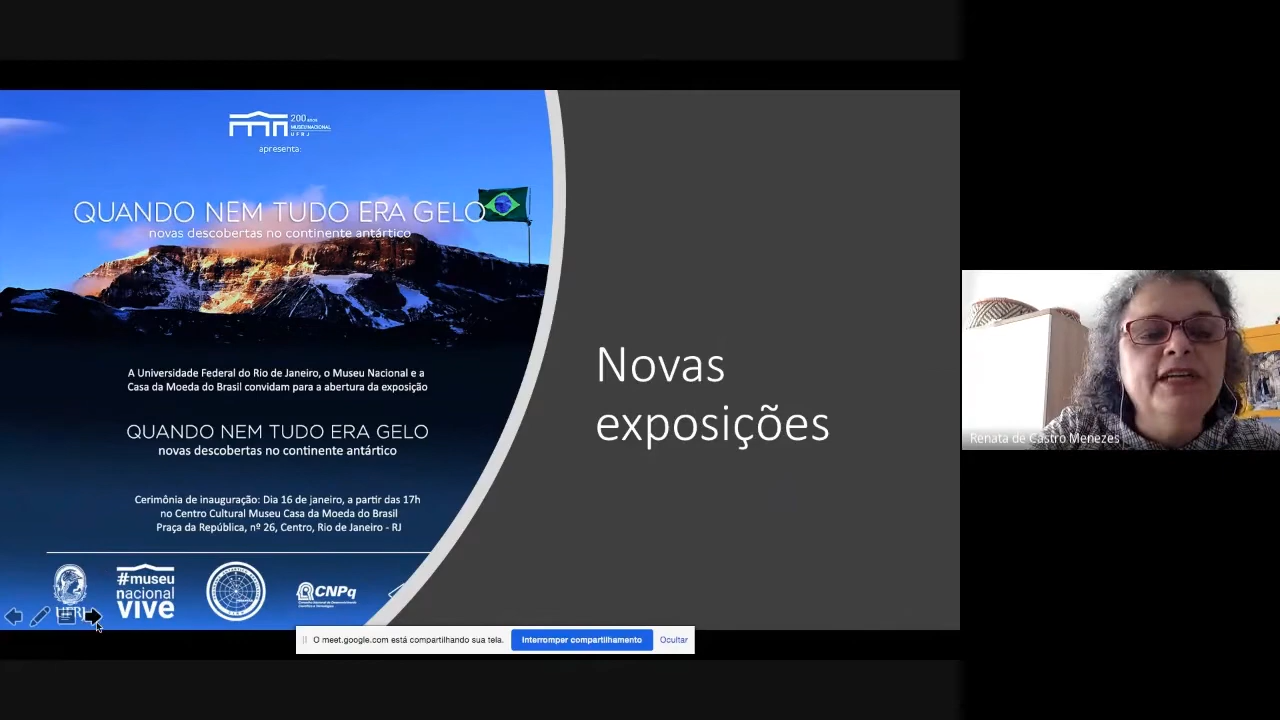 200 anos
MUSEU NACIONAL
UFRJ
apresenta:
QUANDO NEM TUDO ERA GELO
novas descobertas no continente antártico
A Universidade Federal do Rio de Janeiro, o Museu Nacional e a
Casa da Moeda do Brasil convidam para a abertura da exposição
QUANDO NEM TUDO ERA GELO
novas descobertas no continente antártico
Cerimônia de inauguração: Dia 16 de janeiro, a partir das 17h
no Centro Cultural Museu Casa da Moeda do Brasil
Praça da República, nº 26, Centro, Rio de Janeiro - RJ
UFRJ
#museu
nacional
vive
CNPq
Novas
exposições
Renata de Castro Menezes
O meet.google.com está compartilhando sua tela.
Interromper compartilhamento
Ocultar